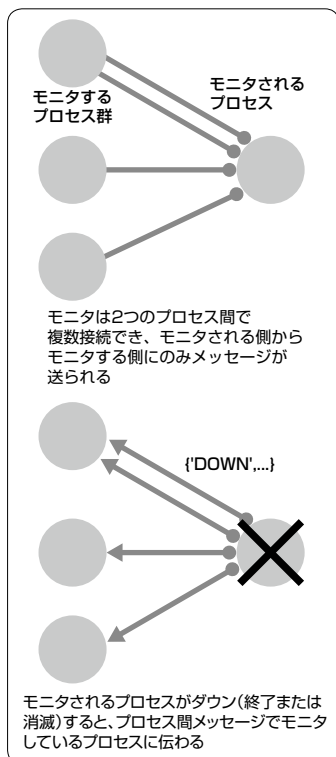 モニタする
プロセス群
モニタされる
プロセス
モニタは2つのプロセス間で
複数接続でき、モニタされる側から
モニタする側にのみメッセージが
送られる
{'DOWN',...}
モニタされるプロセスがダウン(終了または
消滅)すると、プロセス間メッセージでモニタ
しているプロセスに伝わる